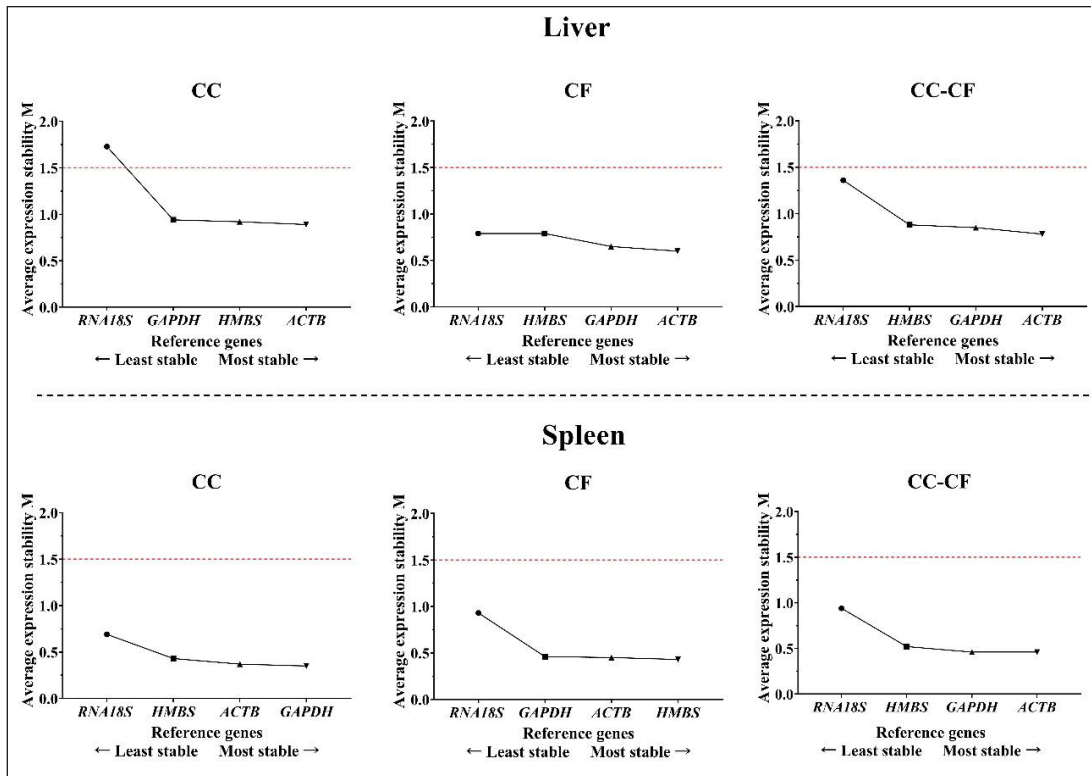 Liver
CC
Average expression stability M
2.0
1.5
1.0
0.5
0.0
RNA18S GAPDH HMBS ACTB
Reference genes
← Least stable Most stable →
CF
Average expression stability M
2.0
1.5
1.0
0.5
0.0
RNA18S HMBS GAPDH ACTB
Reference genes
← Least stable Most stable →
CC-CF
Average expression stability M
2.0
1.5
1.0
0.5
0.0
RNA18S HMBS GAPDH ACTB
Reference genes
← Least stable Most stable →
Spleen
CC
Average expression stability M
2.0
1.5
1.0
0.5
0.0
RNA18S HMBS ACTB GAPDH
Reference genes
← Least stable Most stable →
CF
Average expression stability M
2.0
1.5
1.0
0.5
0.0
RNA18S GAPDH ACTB HMBS
Reference genes
← Least stable Most stable →
CC-CF
Average expression stability M
2.0
1.5
1.0
0.5
0.0
RNA18S HMBS GAPDH ACTB
Reference genes
← Least stable Most stable →